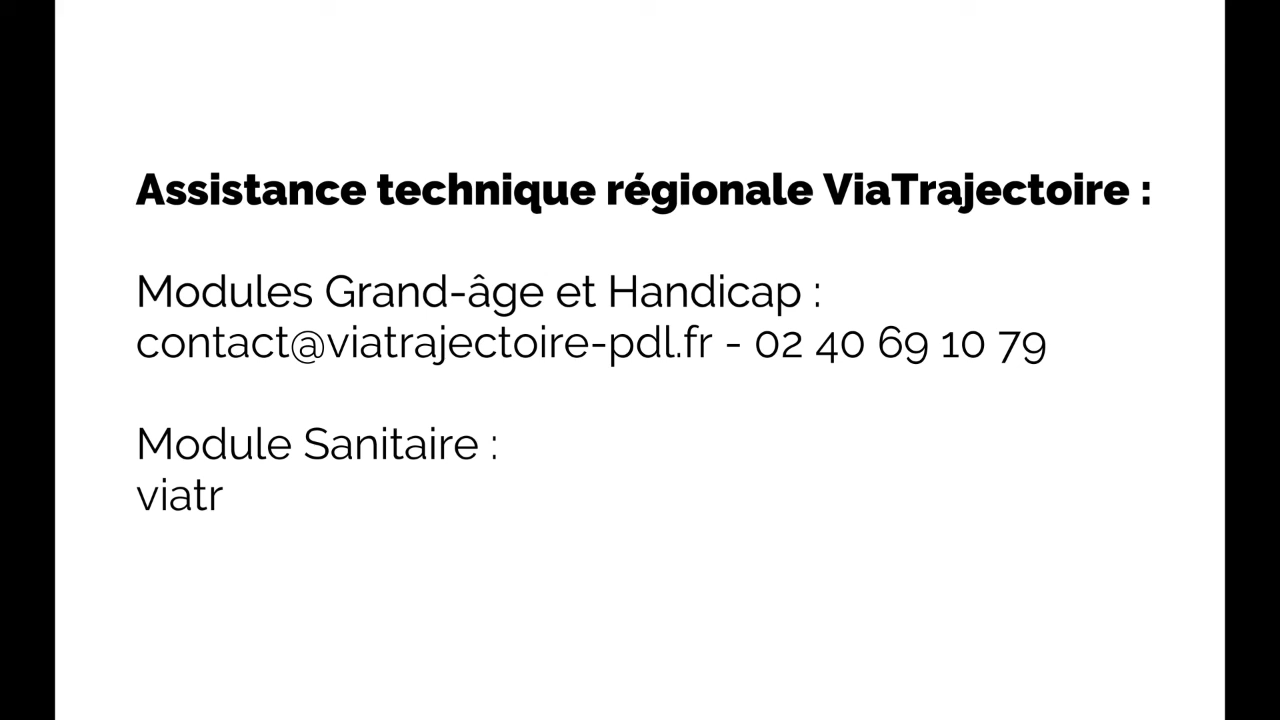 Assistance technique régionale ViaTrajectoire :
Modules Grand-âge et Handicap :
contact@viatrajectoire-pdl.fr - 02 40 69 10 79
Module Sanitaire :
viatr